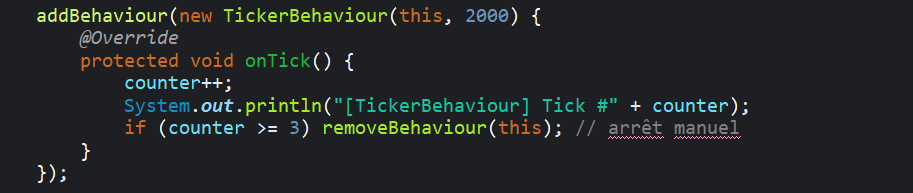 addBehaviour(new TickerBehaviour(this, 2000) {
@Override
protected void onTick() {
counter++;
System.out.println("[TickerBehaviour] Tick #" + counter);
if (counter >= 3) removeBehaviour(this); // arrêt manuel
}
});